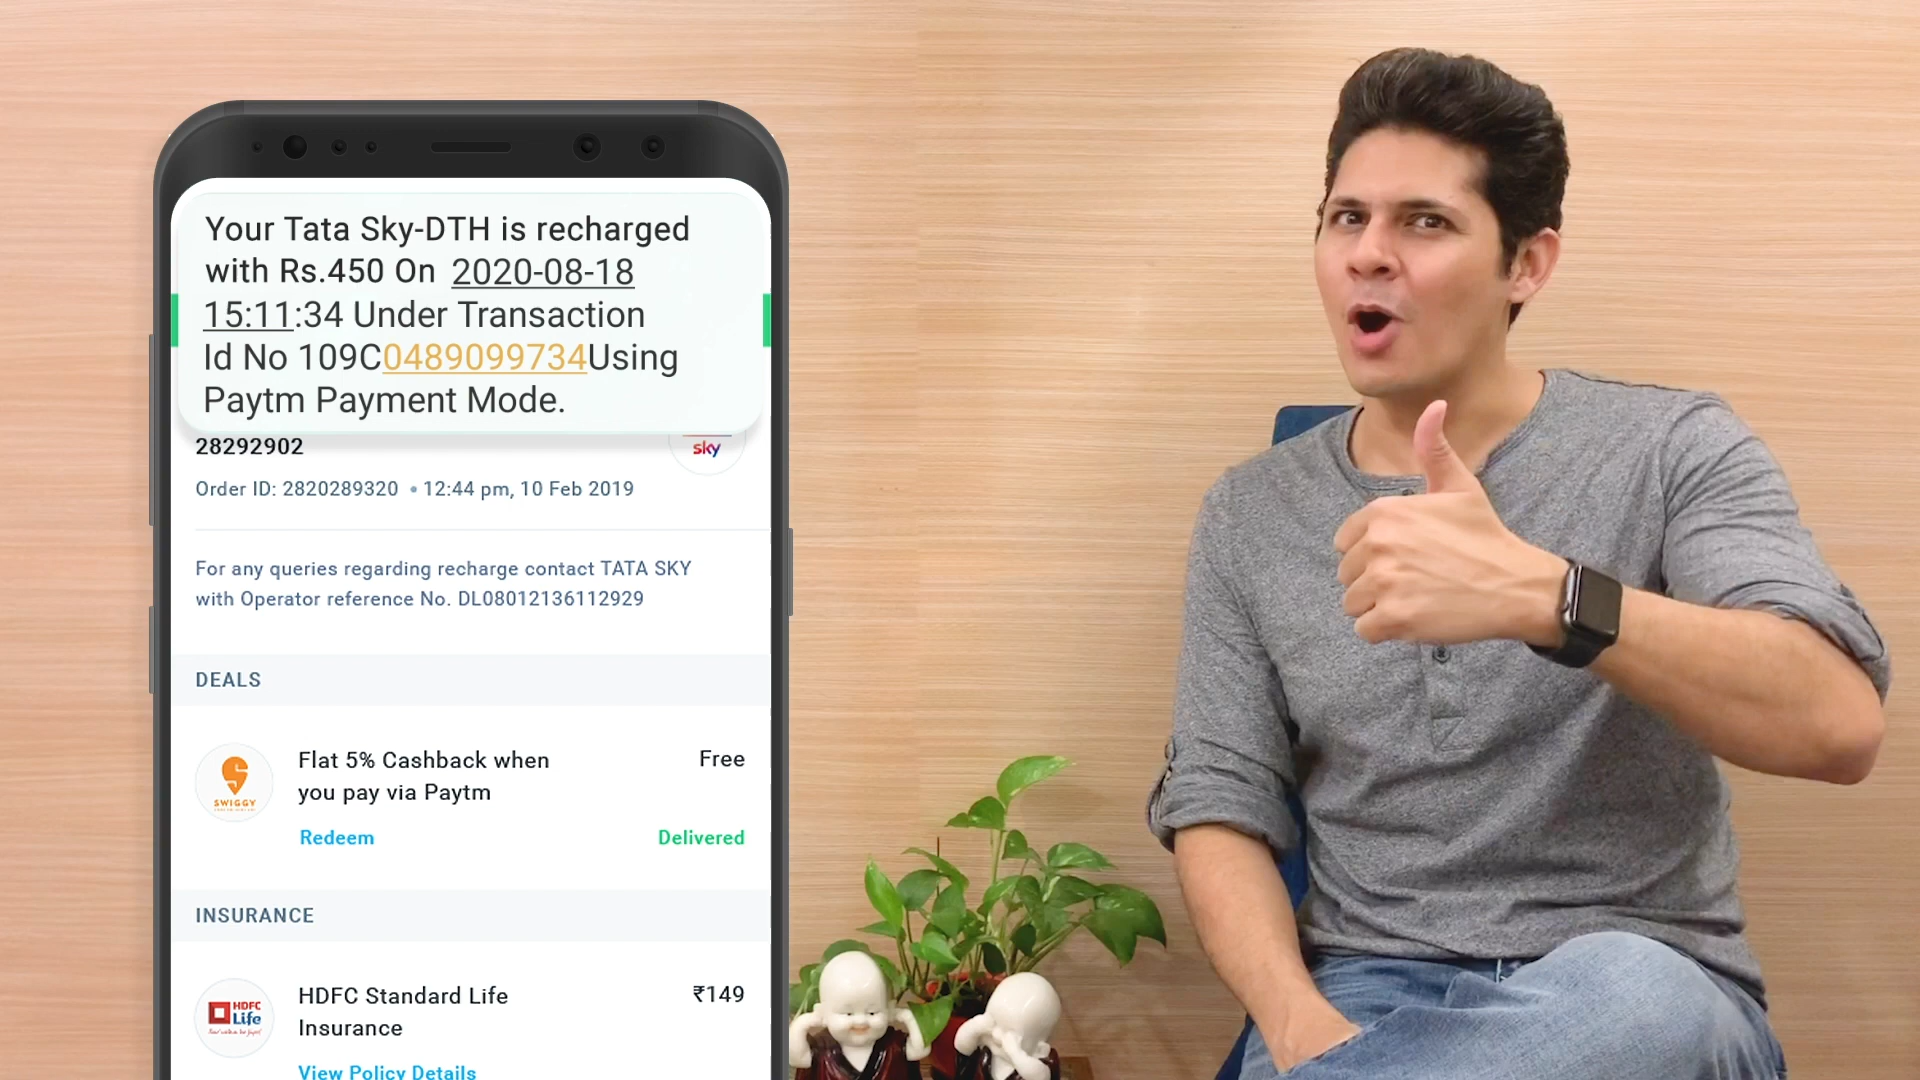 Your Tata Sky-DTH is recharged
with Rs.450 On 2020-08-18
15:11:34 Under Transaction
Id No 109C0489099734Using
Paytm Payment Mode.
28292902
sky
Order ID: 2820289320 • 12:44 pm, 10 Feb 2019
For any queries regarding recharge contact TATA SKY
with Operator reference No. DL08012136112929
DEALS
Flat 5% Cashback when
Free
you pay via Paytm
SWIGGY
Redeem
Delivered
INSURANCE
HDFC Standard Life
₹149
HDFC
Life
Insurance
View Policy Details